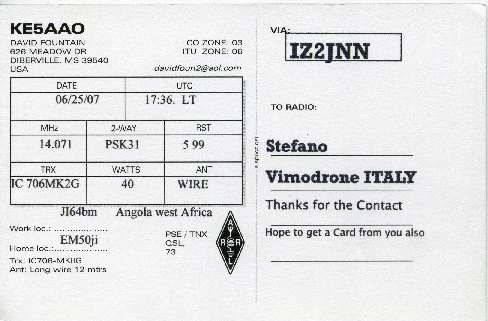 KE5AAO
DAVID FOUNTAIN
626 MEADOW DR
DIBERVILLE. MS 39540
USA
CQ ZONE: 03
ITU ZONE: 06
davidfoun2@aol.com
DATE UTC
06/25/07 17:36. LT
MHz 2-WAY RST
14.071 PSK31 5 99
TRX WATTS ANT
IC 706MK2G 40 WIRE
JI64bm Angola west Africa
Work loc.: ......................
EM50ji
Home loc.:......................
Trx: IC706-MKIIG
Ant: Long wire 12 mtrs
PSE / TNX
QSL,
73
ARRL
VIA:
IZ2JNN
TO RADIO:
Stefano
Vimodrone ITALY
Thanks for the Contact
Hope to get a Card from you also